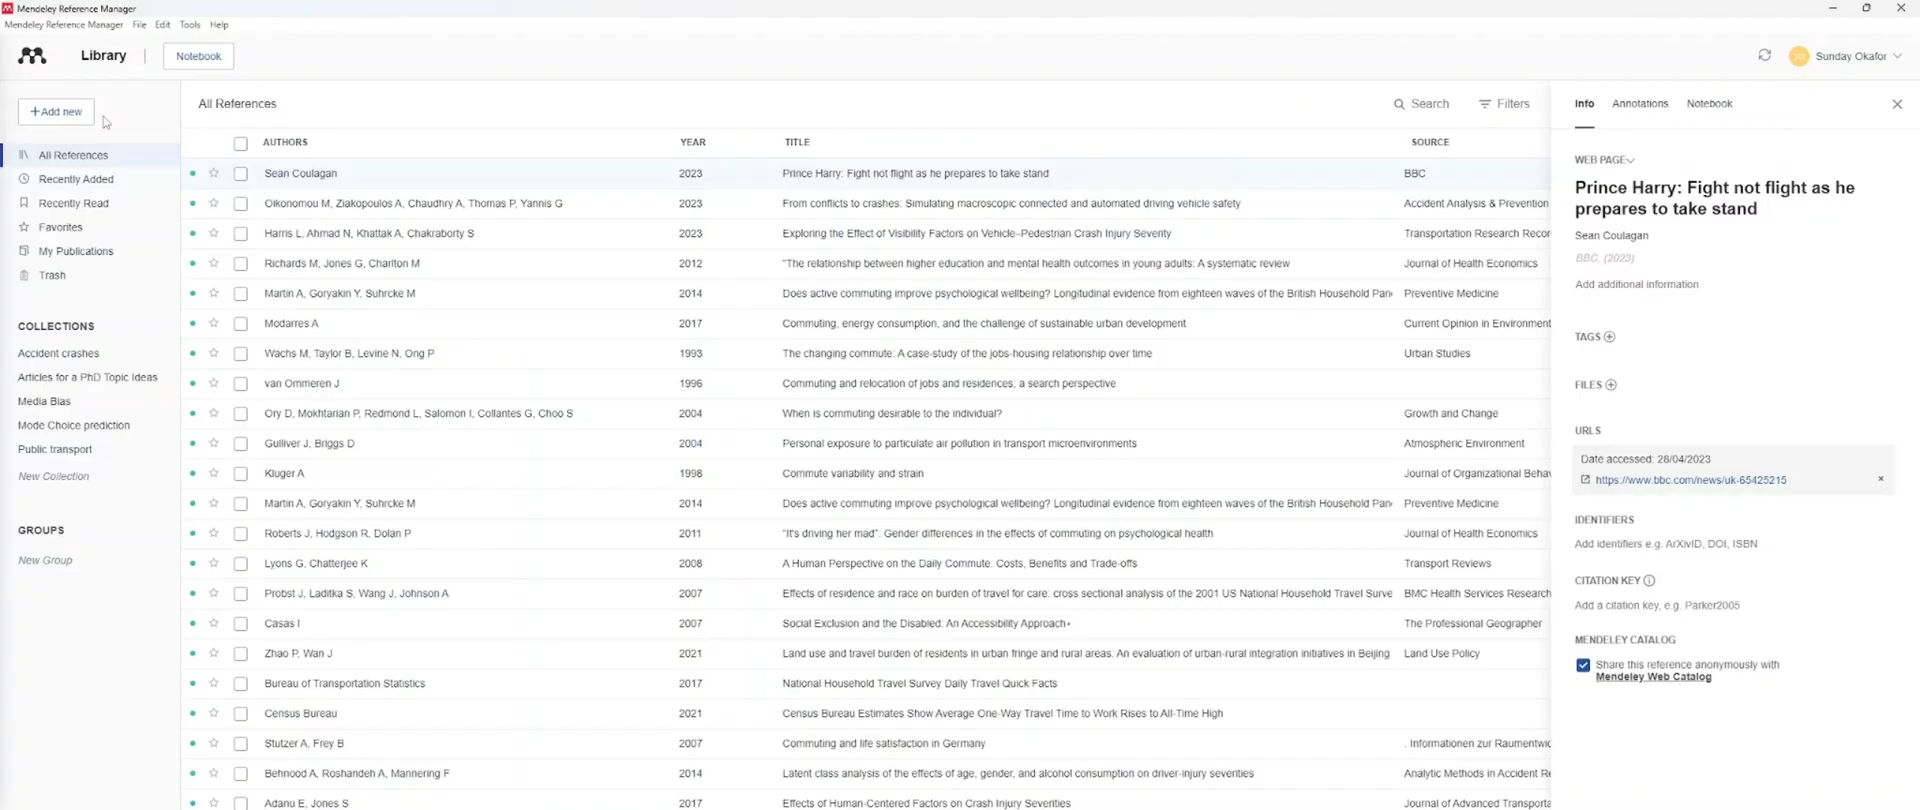 Mendeley Reference Manager
Mendeley Reference Manager File Edit Tools Help
Library | Notebook
Sunday Okafor
+Add new
All References
Recently Added
Recently Read
Favorites
My Publications
Trash
COLLECTIONS
Accident crashes
Articles for a PhD Topic Ideas
Media Bias
Mode Choice prediction
Public transport
New Collection
GROUPS
New Group
All References Search Filters
AUTHORS YEAR TITLE SOURCE
Sean Coulagan 2023 Prince Harry: Fight not flight as he prepares to take stand BBC
Oikonomou M, Ziakopoulos A, Chaudhry A, Thomas P, Yannis G 2023 From conflicts to crashes: Simulating macroscopic connected and automated driving vehicle safety Accident Analysis & Prevention
Harris L, Ahmad N, Khattak A, Chakraborty S 2023 Exploring the Effect of Visibility Factors on Vehicle–Pedestrian Crash Injury Severity Transportation Research Recor
Richards M, Jones G, Charlton M 2012 "The relationship between higher education and mental health outcomes in young adults: A systematic review Journal of Health Economics
Martin A, Goryakin Y, Suhrcke M 2014 Does active commuting improve psychological wellbeing? Longitudinal evidence from eighteen waves of the British Household Pan Preventive Medicine
Modarres A 2017 Commuting, energy consumption, and the challenge of sustainable urban development Current Opinion in Environment
Wachs M, Taylor B, Levine N, Ong P 1993 The changing commute: A case-study of the jobs-housing relationship over time Urban Studies
van Ommeren J 1996 Commuting and relocation of jobs and residences; a search perspective
Ory D, Mokhtarian P, Redmond L, Salomon I, Collantes G, Choo S 2004 When is commuting desirable to the individual? Growth and Change
Gulliver J, Briggs D 2004 Personal exposure to particulate air pollution in transport microenvironments Atmospheric Environment
Kluger A 1998 Commute variability and strain Journal of Organizational Behav
Martin A, Goryakin Y, Suhrcke M 2014 Does active commuting improve psychological wellbeing? Longitudinal evidence from eighteen waves of the British Household Pan Preventive Medicine
Roberts J, Hodgson R, Dolan P 2011 "It's driving her mad": Gender differences in the effects of commuting on psychological health Journal of Health Economics
Lyons G, Chatterjee K 2008 A Human Perspective on the Daily Commute: Costs, Benefits and Trade-offs Transport Reviews
Probst J, Laditka S, Wang J, Johnson A 2007 Effects of residence and race on burden of travel for care: cross sectional analysis of the 2001 US National Household Travel Surve BMC Health Services Research
Casas I 2007 Social Exclusion and the Disabled: An Accessibility Approach* The Professional Geographer
Zhao P, Wan J 2021 Land use and travel burden of residents in urban fringe and rural areas: An evaluation of urban-rural integration initiatives in Beijing Land Use Policy
Bureau of Transportation Statistics 2017 National Household Travel Survey Daily Travel Quick Facts
Census Bureau 2021 Census Bureau Estimates Show Average One-Way Travel Time to Work Rises to All-Time High
Stutzer A, Frey B 2007 Commuting and life satisfaction in Germany . Informationen zur Raumentwic
Behnood A, Roshandeh A, Mannering F 2014 Latent class analysis of the effects of age, gender, and alcohol consumption on driver-injury severities Analytic Methods in Accident Re
Adanu E, Jones S 2017 Effects of Human-Centered Factors on Crash Injury Severities Journal of Advanced Transporta
Info Annotations Notebook
WEB PAGE
Prince Harry: Fight not flight as he
prepares to take stand
Sean Coulagan
BBC, (2023)
Add additional information
TAGS
FILES
URLS
Date accessed: 28/04/2023
https://www.bbc.com/news/uk-65425215
IDENTIFIERS
Add identifiers e.g. ArXivID, DOI, ISBN
CITATION KEY
Add a citation key, e.g. Parker2005
MENDELEY CATALOG
Share this reference anonymously with
Mendeley Web Catalog